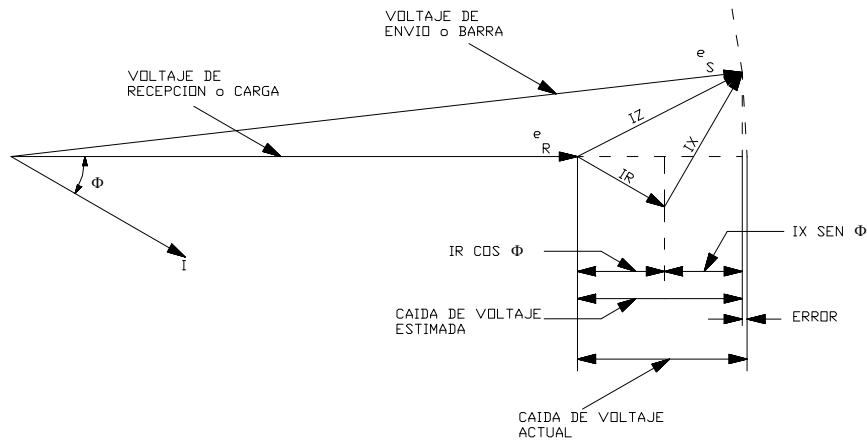 VOLTAJE DE
ENVIO o BARRA
VOLTAJE DE
RECEPCION o CARGA
e
S
e
R
IZ
IX
IR
Φ
I
IR COS Φ
IX SEN Φ
CAIDA DE VOLTAJE
ESTIMADA
ERROR
CAIDA DE VOLTAJE
ACTUAL